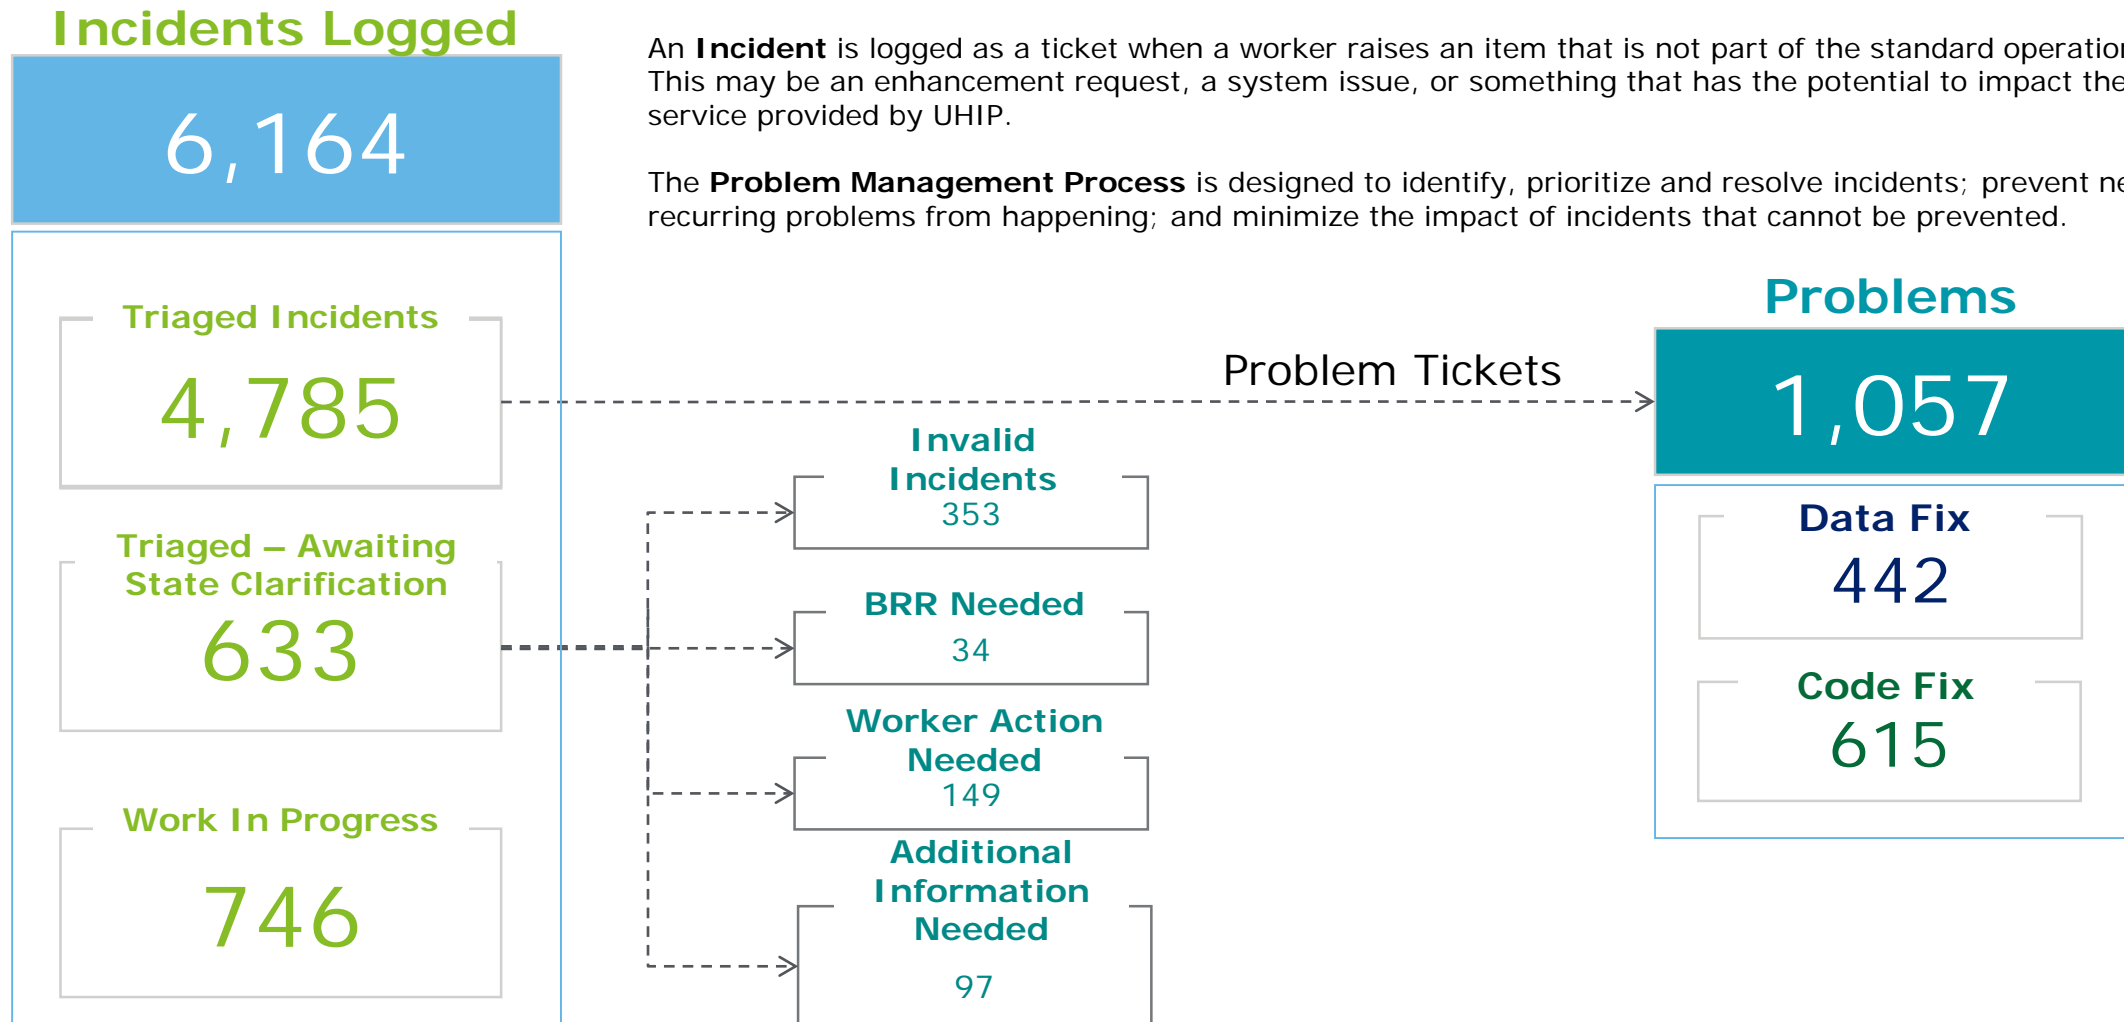 Incidents Logged
6,164
An Incident is logged as a ticket when a worker raises an item that is not part of the standard
This may be an enhancement request, a system issue, or something that has the potential to impact the
service provided by UHIP.
The Problem Management Process is designed to identify, prioritize and resolve incidents; prevent
recurring problems from happening; and minimize the impact of incidents that cannot be prevented.
Triaged Incidents
4,785
Problem Tickets
Problems
1,057
Triaged – Awaiting
State Clarification
633
Invalid
Incidents
353
BRR Needed
34
Worker Action
Needed
149
Additional
Information
Needed
97
Data Fix
442
Code Fix
615
Work In Progress
746